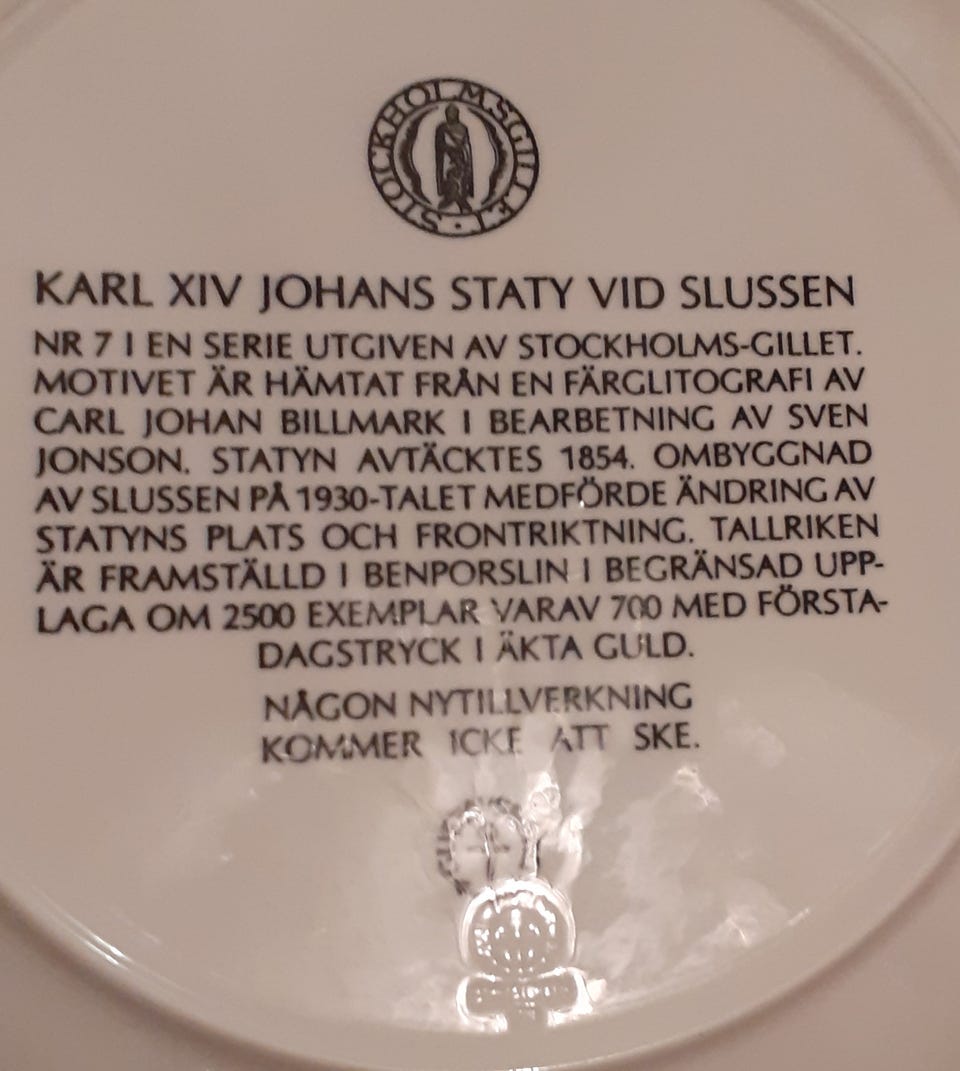 STOCKHOLMSGILLET
KARL XIV JOHANS STATY VID SLUSSEN
NR 7 I EN SERIE UTGIVEN AV STOCKHOLMS-GILLET.
MOTIVET ÄR HÄMTAT FRÅN EN FÄRGLITOGRAFI AV
CARL JOHAN BILLMARK I BEARBETNING AV SVEN
JONSON. STATYN AVTÄCKTES 1854. OMBYGGNAD
AV SLUSSEN PÅ 1930-TALET MEDFÖRDE ÄNDRING AV
STATYNS PLATS OCH FRONTRIKTNING. TALLRIKEN
ÄR FRAMSTÄLLD I BENPORSLIN I BEGRÄNSAD UPP-
LAGA OM 2500 EXEMPLAR VARAV 700 MED FÖRSTA-
DAGSTRYCK I ÄKTA GULD.
NÅGON NYTILLVERKNING
KOMMER ICKE ATT SKE.